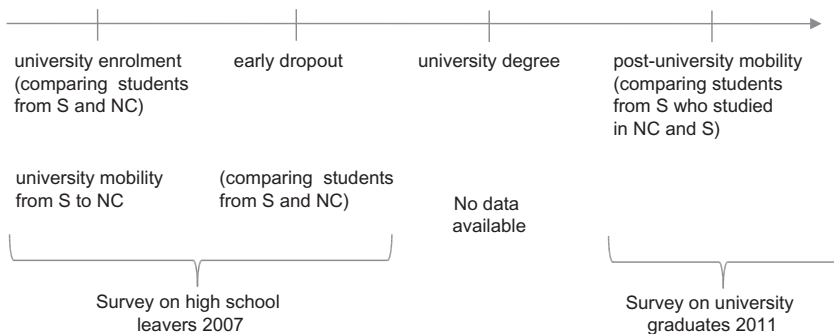 university enrolment
(comparing students
from S and NC)
early dropout
university degree
post-university mobility
(comparing students
from S who studied
in NC and S)
university mobility
from S to NC
(comparing students
from S and NC)
No data
available
Survey on high school
leavers 2007
Survey on university
graduates 2011